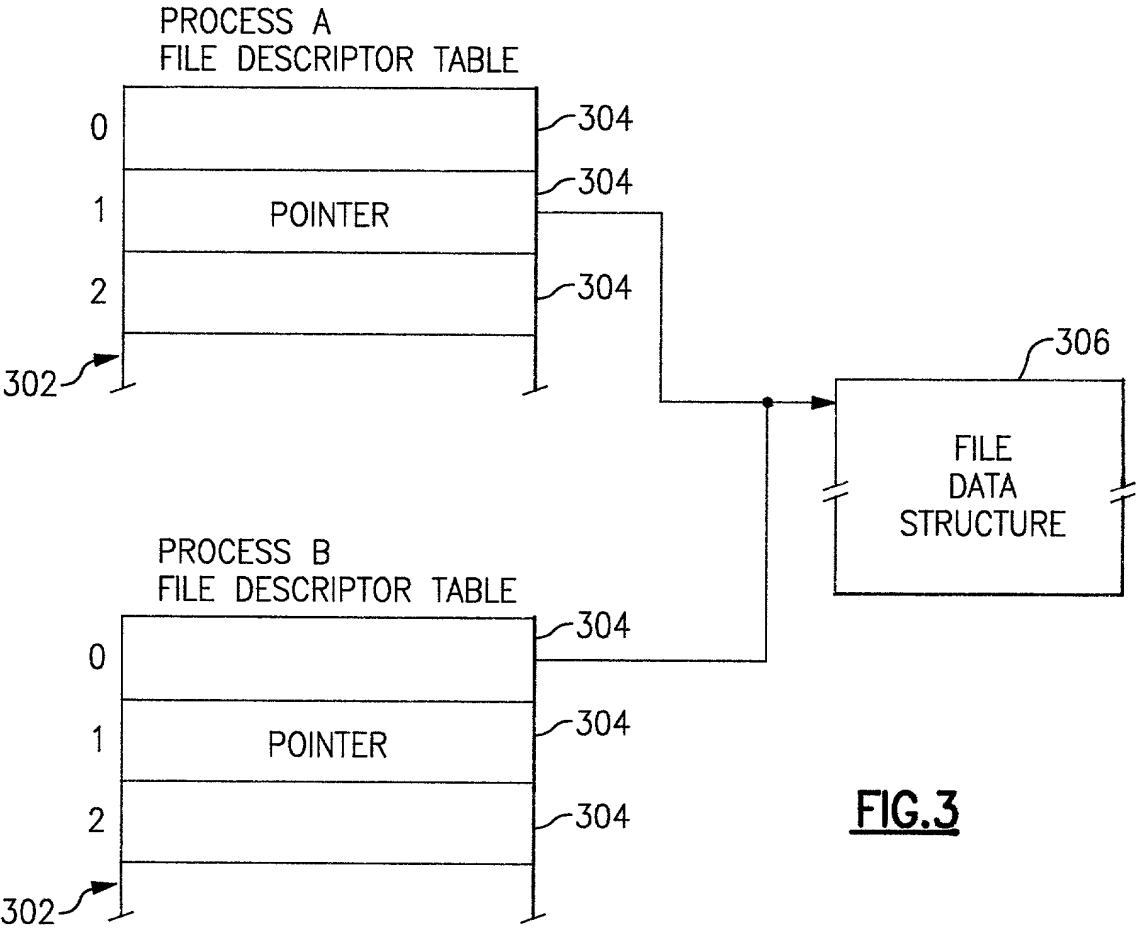 PROCESS A
FILE DESCRIPTOR TABLE
0
304
304
1
POINTER
2
304
302
306
FILE
DATA
STRUCTURE
PROCESS B
FILE DESCRIPTOR TABLE
304
0
304
1
POINTER
2
304
302
FIG.3